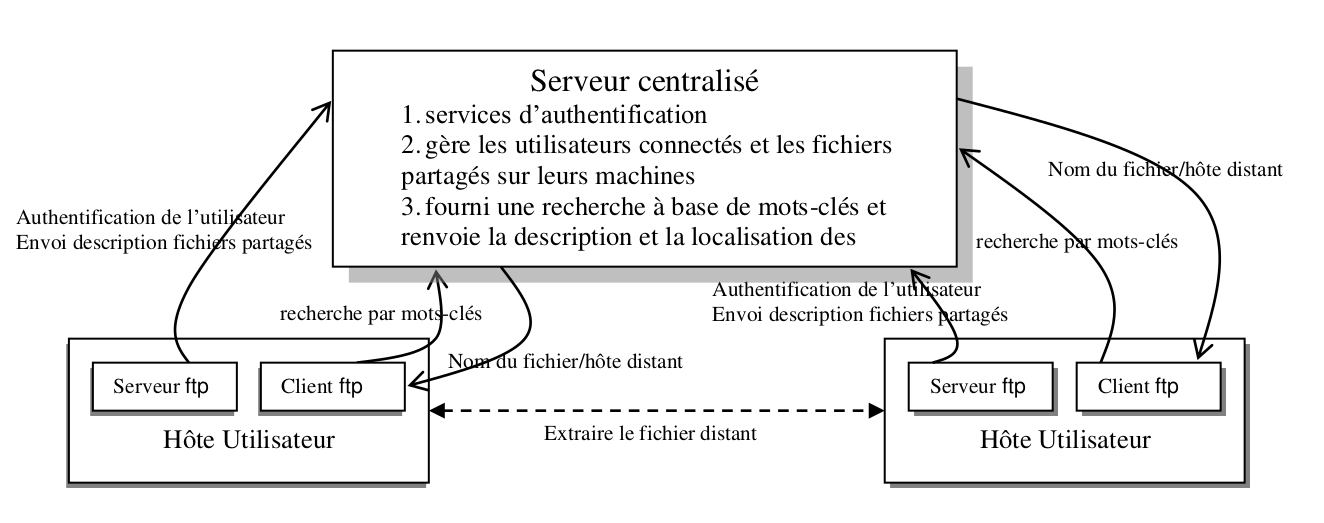 Serveur centralisé
1. services d'authentification
2. gère les utilisateurs connectés et les fichiers
partagés sur leurs machines
3. fourni une recherche à base de mots-clés et
renvoie la description et la localisation des
Nom du fichier/hôte distant
Authentification de l'utilisateur
Envoi description fichiers partagés
recherche par mots-clés
Authentification de l'utilisateur
Envoi description fichiers partagés
recherche par mots-clés
Nom du fichier/hôte distant
Serveur ftp
Client ftp
Hôte Utilisateur
Extraire le fichier distant
Serveur ftp
Client ftp
Hôte Utilisateur